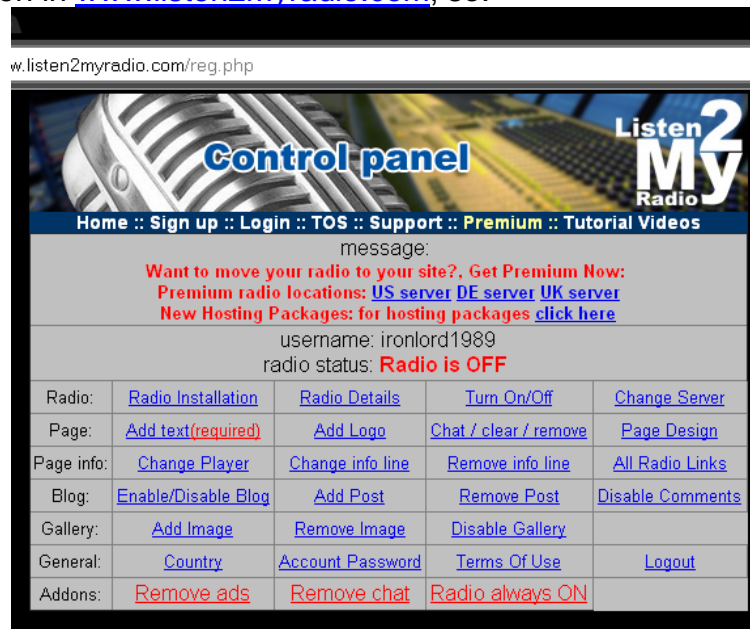 w.listen2myradio.com/reg.php
Control panel
Listen 2
My
Radio
Home :: Sign up :: Login :: TOS :: Support :: Premium :: Tutorial Videos
message:
Want to move your radio to your site?, Get Premium Now:
Premium radio locations: US server DE server UK server
New Hosting Packages: for hosting packages click here
username: ironlord1989
radio status: Radio is OFF
Radio: Radio Installation Radio Details Turn On/Off Change Server
Page: Add text(required) Add Logo Chat / clear / remove Page Design
Page info: Change Player Change info line Remove info line All Radio Links
Blog: Enable/Disable Blog Add Post Remove Post Disable Comments
Gallery: Add Image Remove Image Disable Gallery
General: Country Account Password Terms Of Use Logout
Addons: Remove ads Remove chat Radio always ON